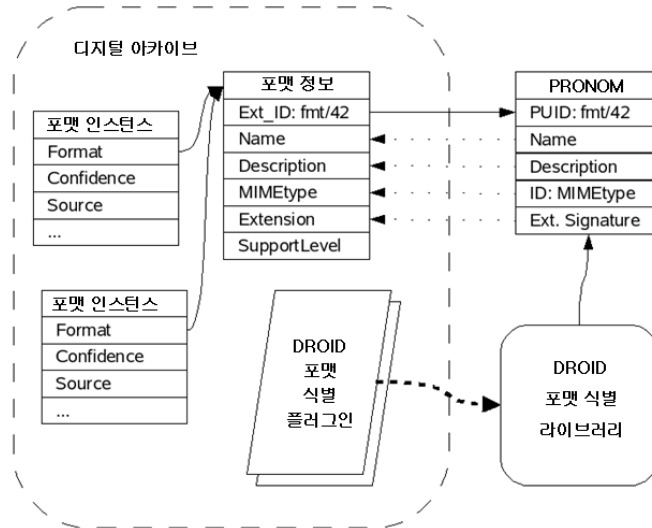 디지털 아카이브
포맷 정보
Ext_ID: fmt/42
Name
Description
MIMEtype
Extension
SupportLevel
PRONOM
PUID: fmt/42
Name
Description
ID: MIMEtype
Ext. Signature
포맷 인스턴스
Format
Confidence
Source
...
포맷 인스턴스
Format
Confidence
Source
...
DROID
포맷
식별
플러그인
DROID
포맷 식별
라이브러리